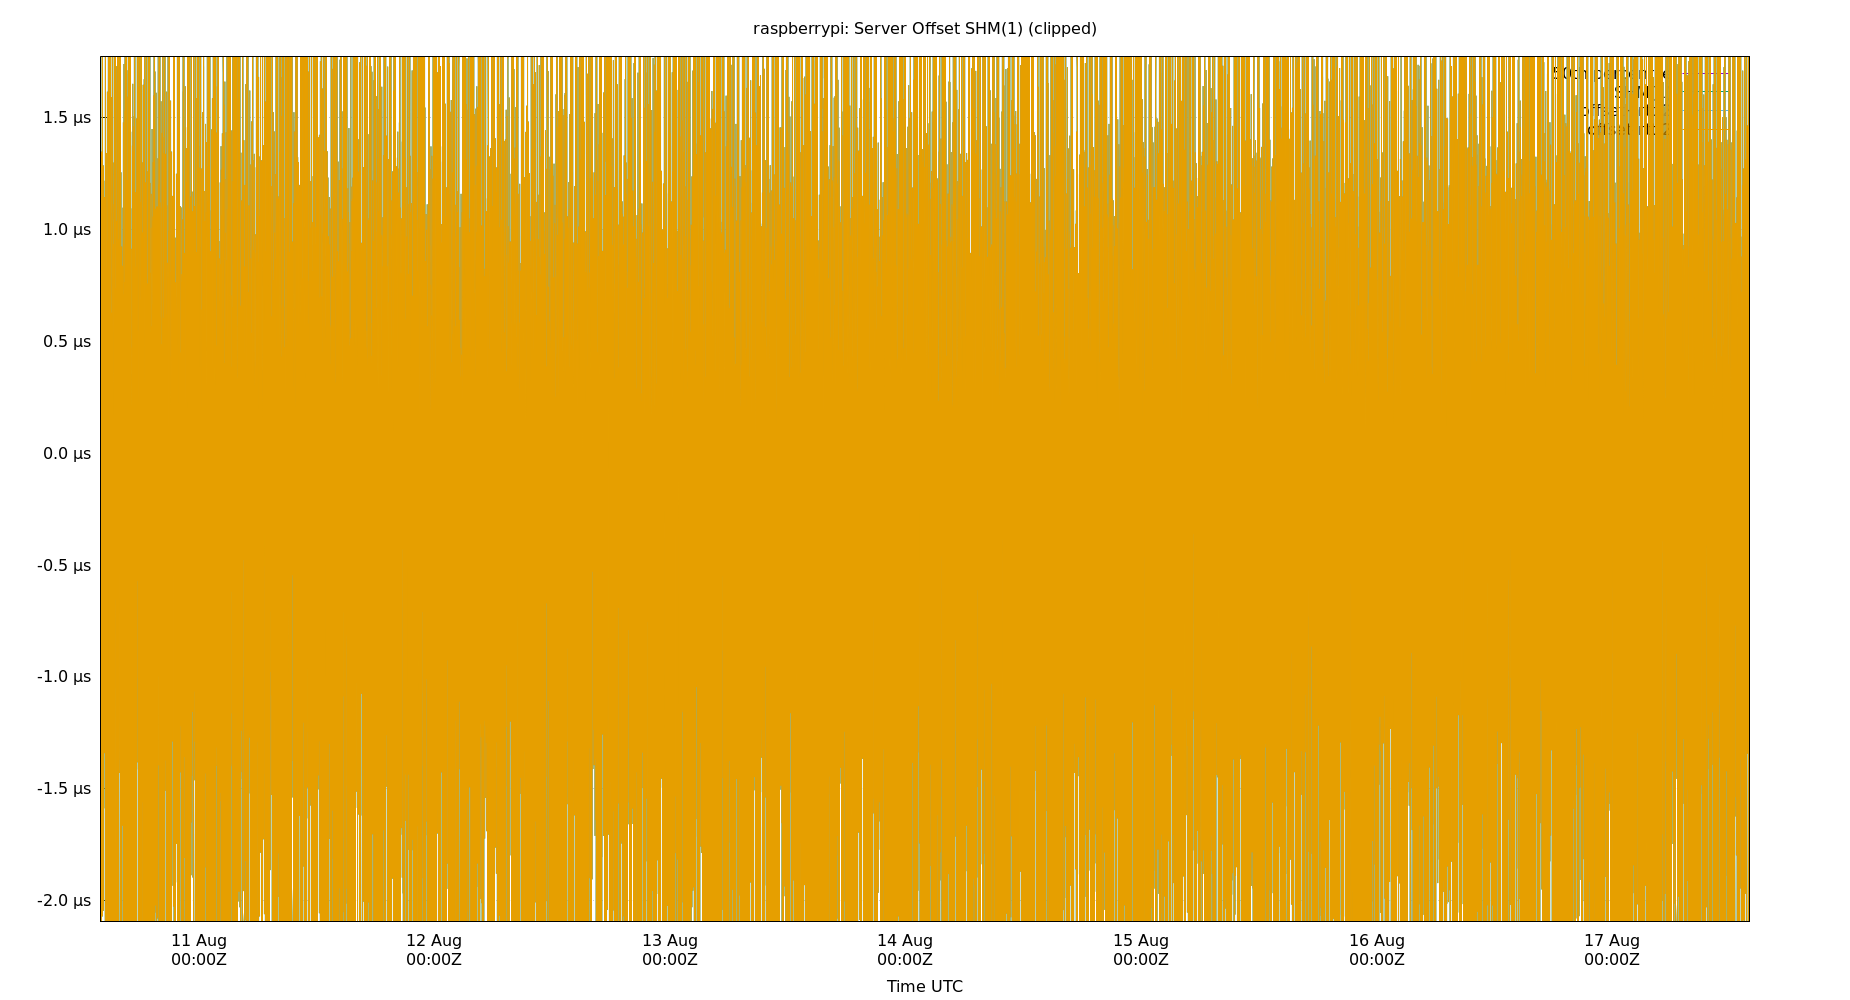 raspberrypi: Server Offset SHM(1) (clipped)
1.5 µs
1.0 µs
0.5 µs
0.0 µs
-0.5 µs
-1.0 µs
-1.5 µs
-2.0 µs
11 Aug 12 Aug 13 Aug 14 Aug 15 Aug 16 Aug 17 Aug
00:00Z 00:00Z 00:00Z 00:00Z 00:00Z 00:00Z 00:00Z
Time UTC